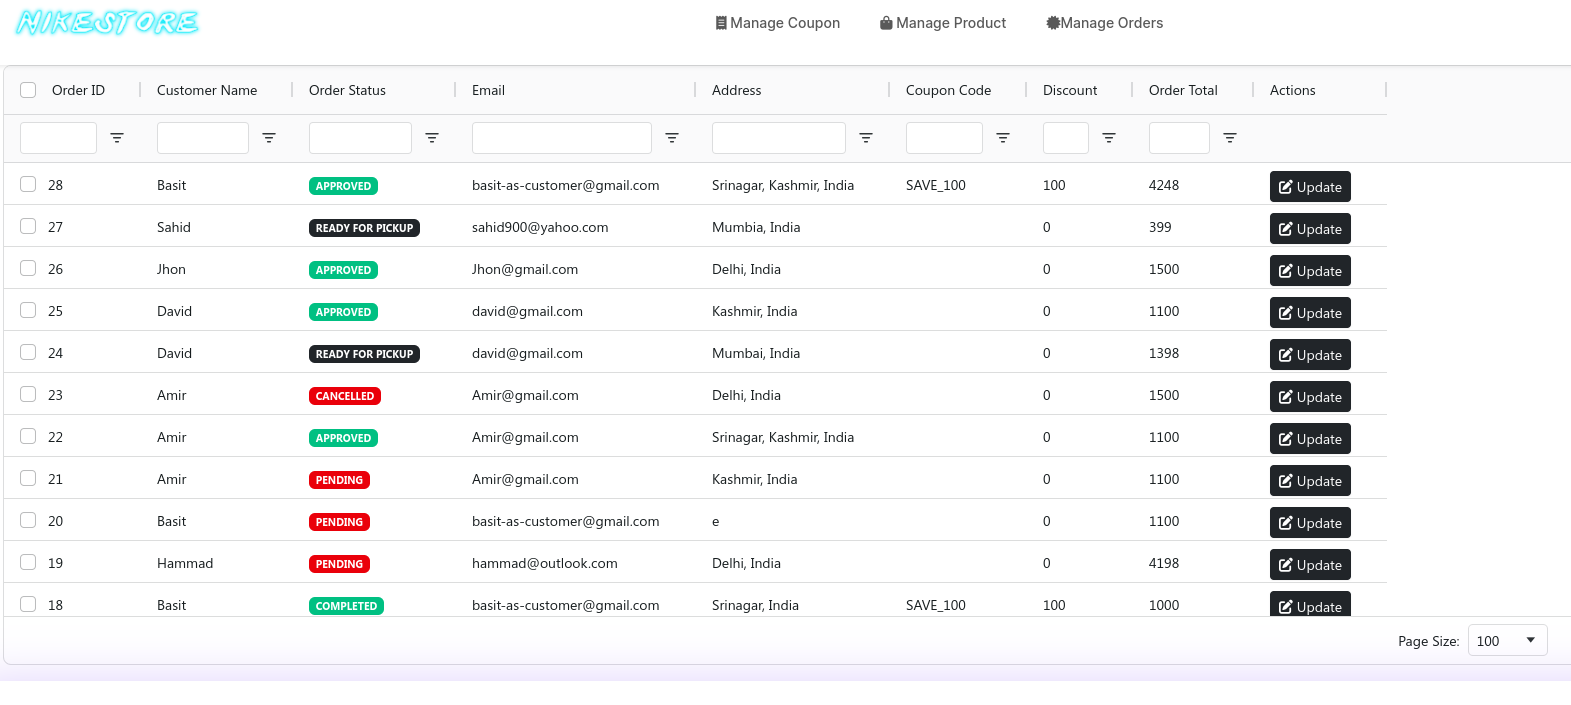 NIKESTORE
Manage Coupon Manage Product Manage Orders
Order ID Customer Name Order Status Email Address Coupon Code Discount Order Total Actions
28 Basit APPROVED basit-as-customer@gmail.com Srinagar, Kashmir, India SAVE_100 100 4248 Update
27 Sahid READY FOR PICKUP sahid900@yahoo.com Mumbia, India 0 399 Update
26 Jhon APPROVED Jhon@gmail.com Delhi, India 0 1500 Update
25 David APPROVED david@gmail.com Kashmir, India 0 1100 Update
24 David READY FOR PICKUP david@gmail.com Mumbai, India 0 1398 Update
23 Amir CANCELLED Amir@gmail.com Delhi, India 0 1500 Update
22 Amir APPROVED Amir@gmail.com Srinagar, Kashmir, India 0 1100 Update
21 Amir PENDING Amir@gmail.com Kashmir, India 0 1100 Update
20 Basit PENDING basit-as-customer@gmail.com e 0 1100 Update
19 Hammad PENDING hammad@outlook.com Delhi, India 0 4198 Update
18 Basit COMPLETED basit-as-customer@gmail.com Srinagar, India SAVE_100 100 1000 Update
Page Size: 100